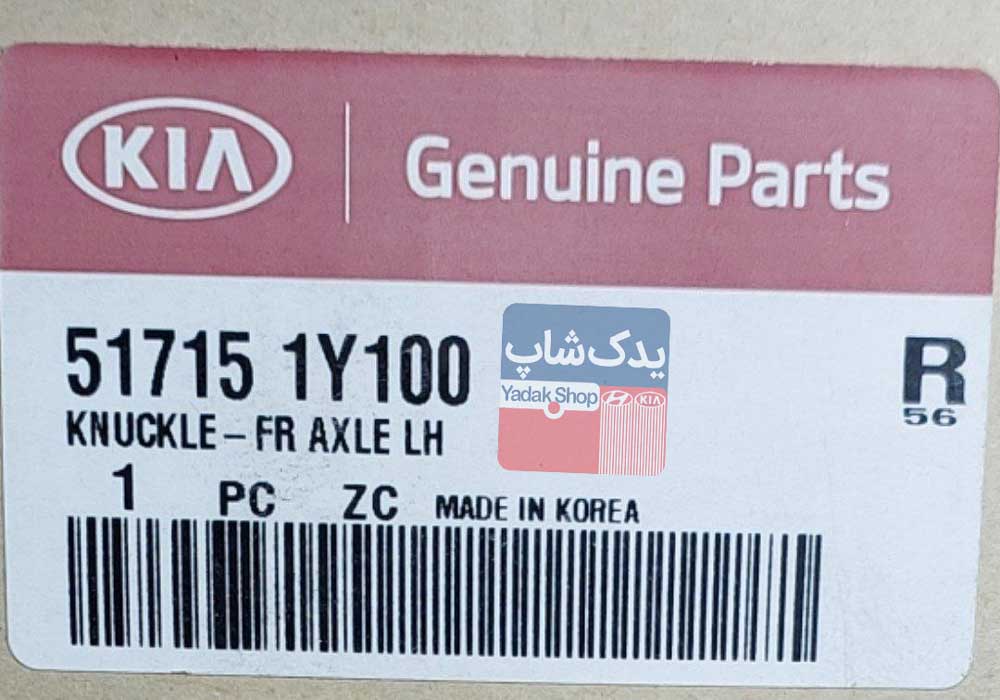 KIA
Genuine Parts
51715 1Y100
KNUCKLE-FR AXLE LH
1 PC ZC MADE IN KOREA
R
56
یدک‌شاپ
Yadak Shop
KIA